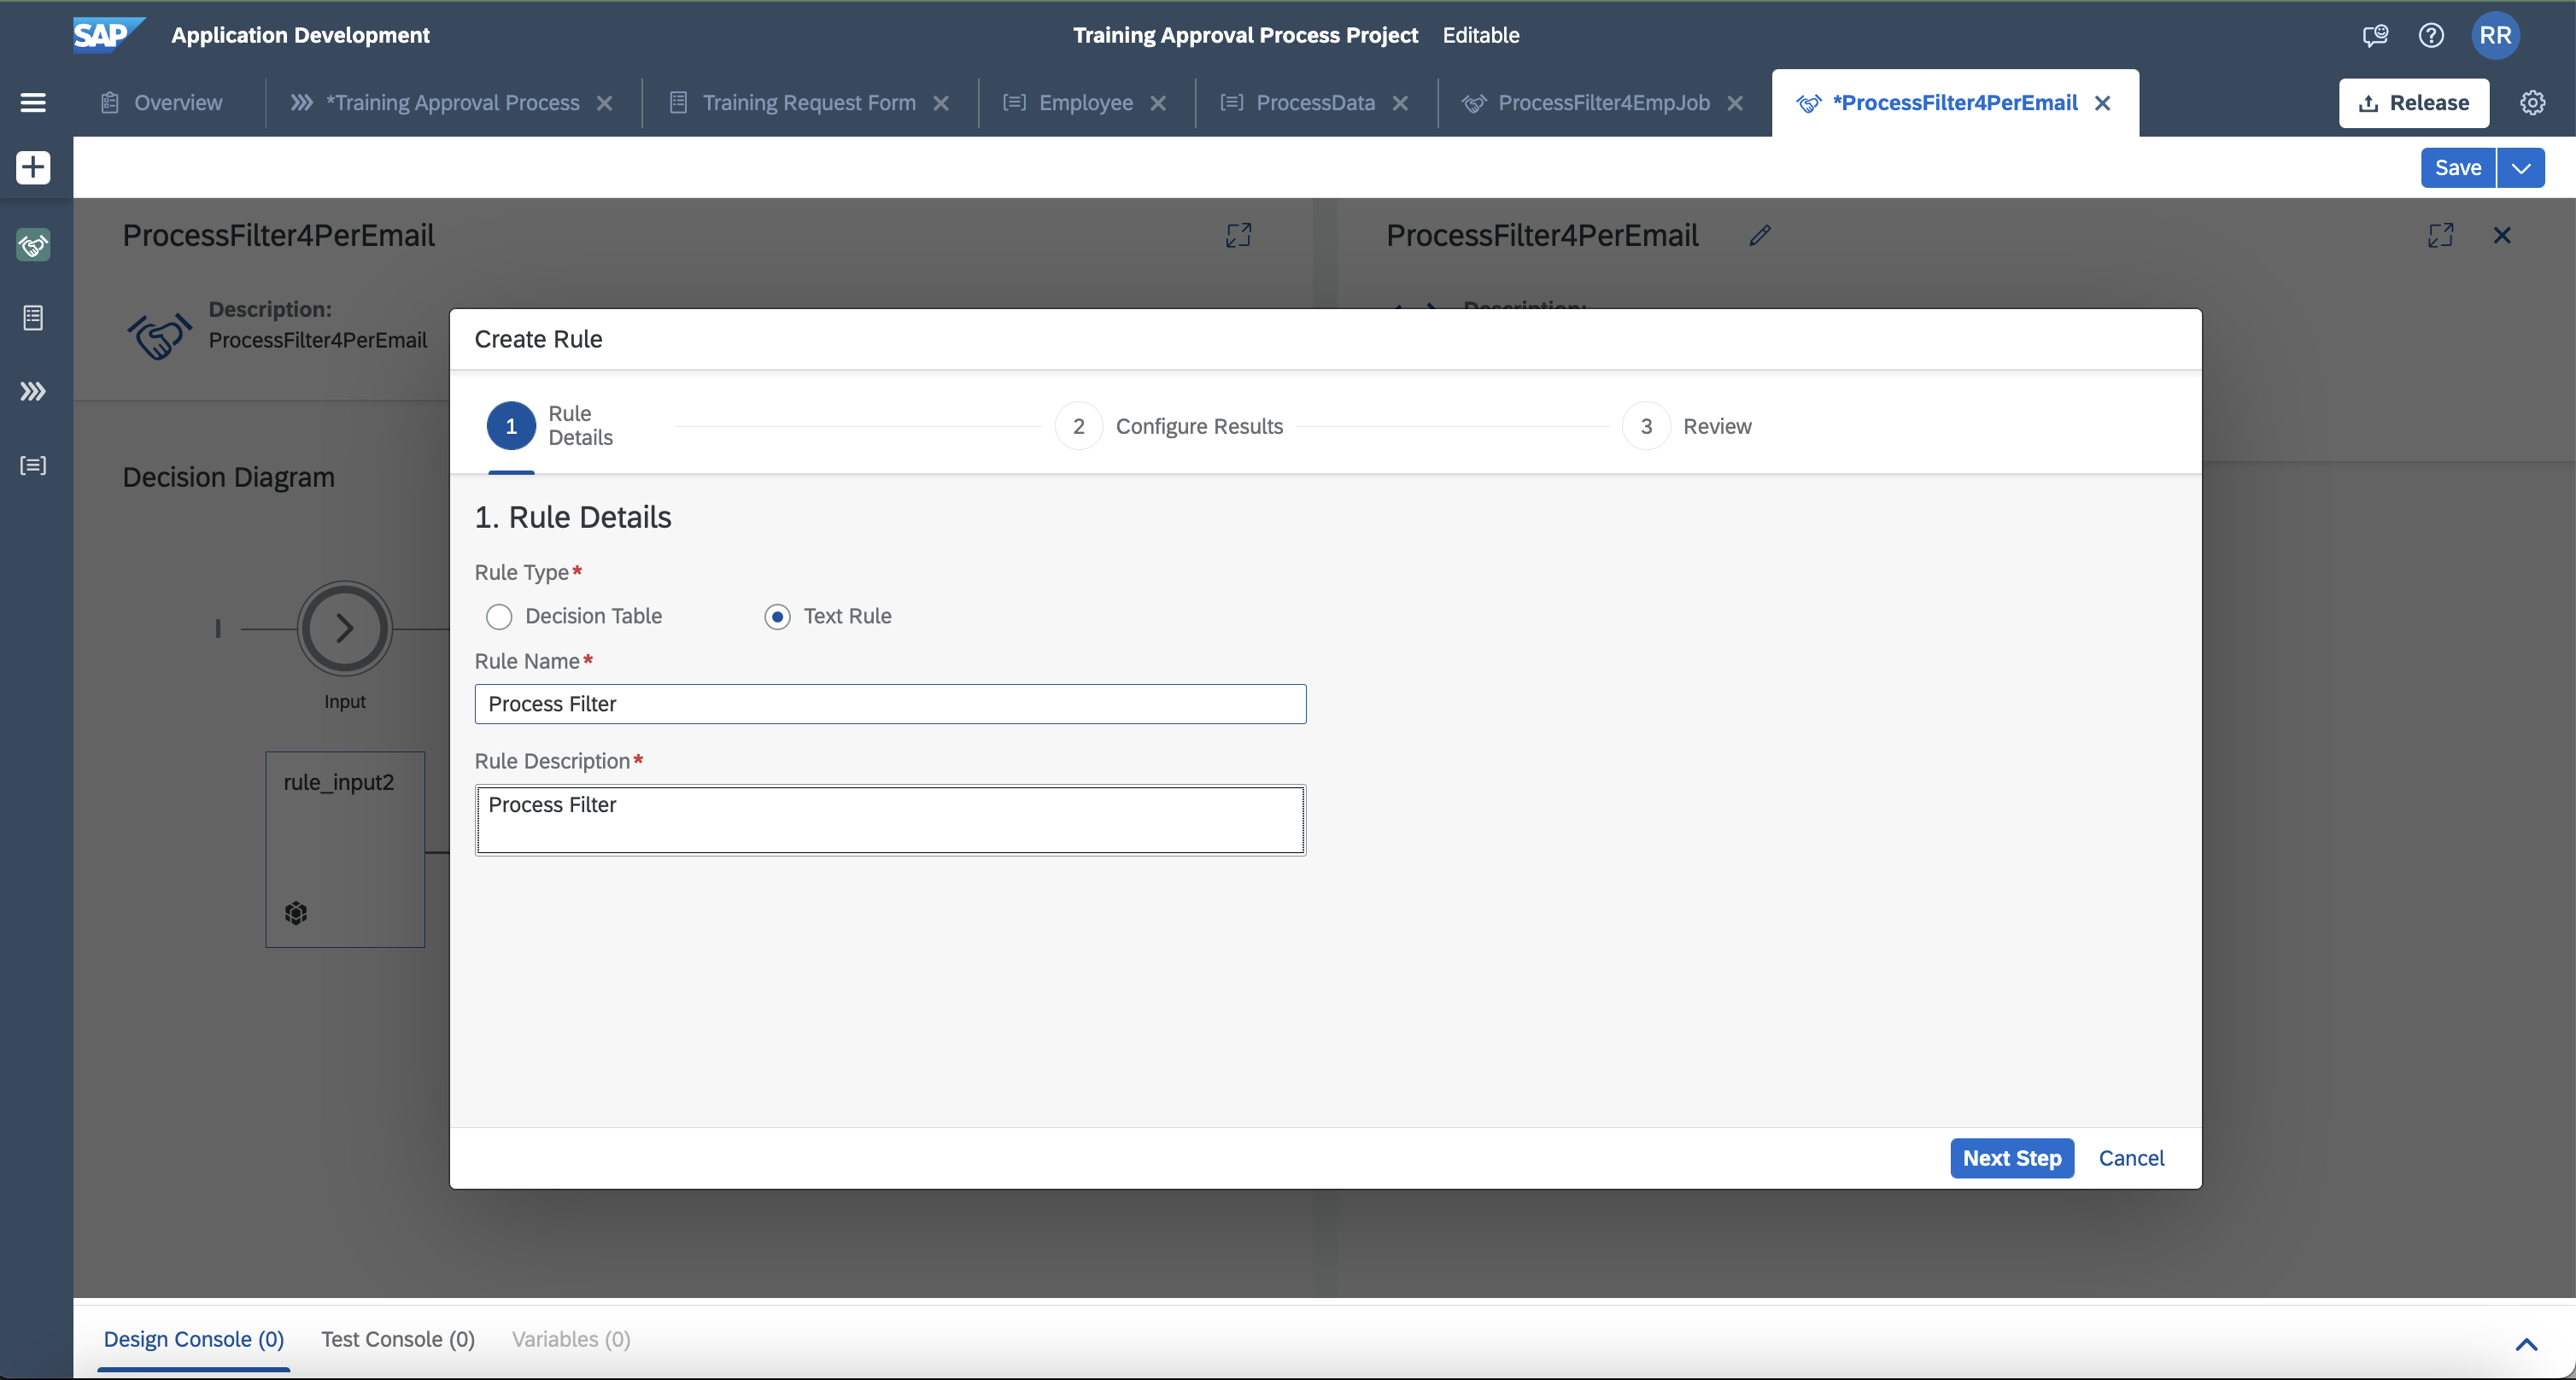 SAP Application Development
Training Approval Process Project Editable
RR
Overview
*Training Approval Process
Training Request Form
Employee
ProcessData
ProcessFilter4EmpJob
*ProcessFilter4PerEmail
Release
Save
ProcessFilter4PerEmail
Description:
ProcessFilter4PerEmail
ProcessFilter4PerEmail
Description:
Decision Diagram
Input
rule_input2
Create Rule
1 Rule
Details
2 Configure Results
3 Review
1. Rule Details
Rule Type*
Decision Table
Text Rule
Rule Name*
Process Filter
Rule Description*
Process Filter
Next Step Cancel
Design Console (0) Test Console (0) Variables (0)